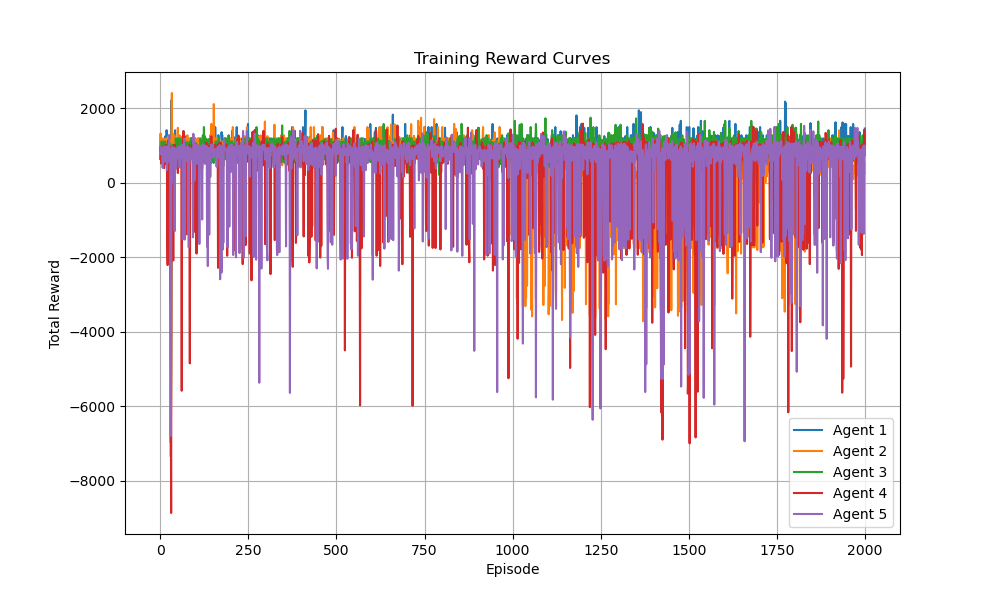 Training Reward Curves
Total Reward
2000
0
−2000
−4000
−6000
−8000
Agent 1
Agent 2
Agent 3
Agent 4
Agent 5
0 250 500 750 1000 1250 1500 1750 2000
Episode